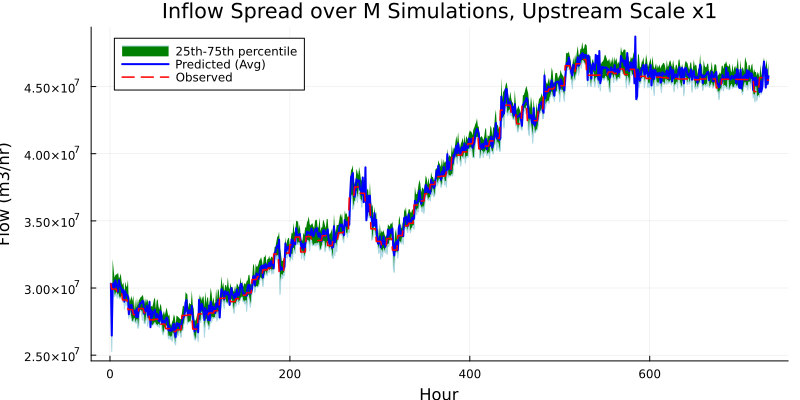 Inflow Spread over M Simulations, Upstream Scale x1
25th-75th percentile
Predicted (Avg)
Observed
Flow (m3/hr)
4.50×10⁷
4.00×10⁷
3.50×10⁷
3.00×10⁷
2.50×10⁷
0 200 400 600
Hour